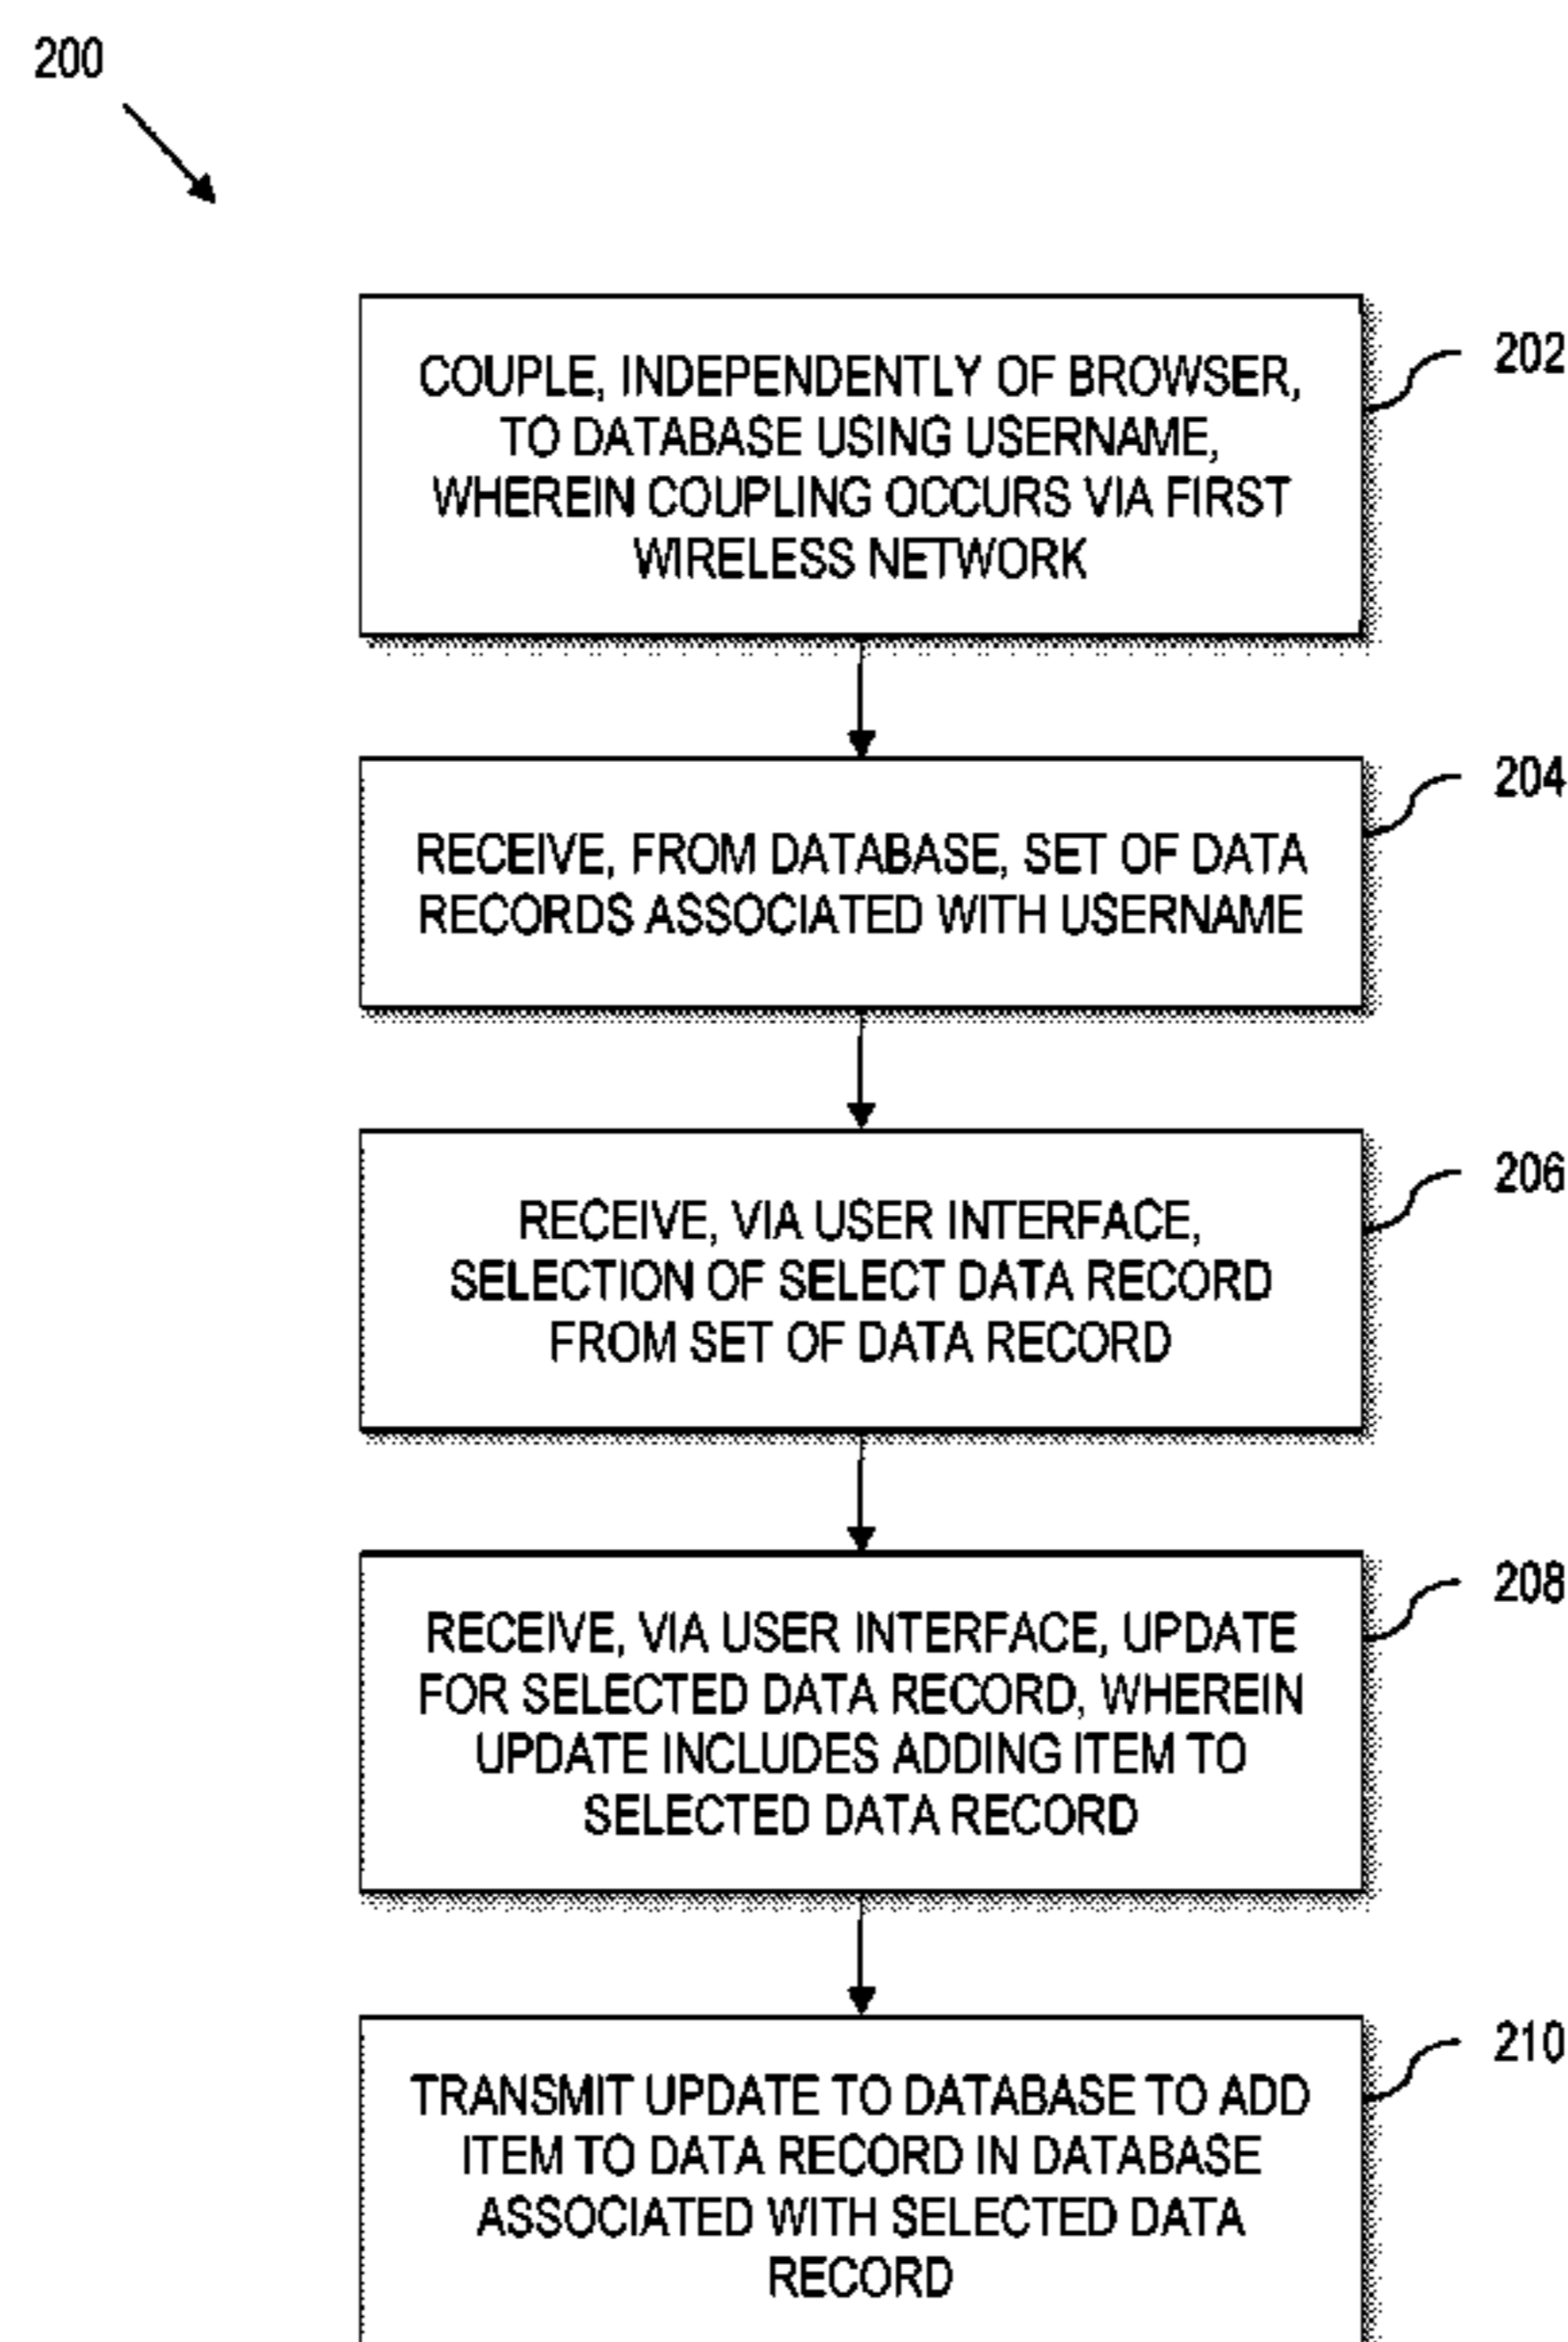 200
COUPLE, INDEPENDENTLY OF BROWSER,
TO DATABASE USING USERNAME,
WHEREIN COUPLING OCCURS VIA FIRST
WIRELESS NETWORK
202
RECEIVE, FROM DATABASE, SET OF DATA
RECORDS ASSOCIATED WITH USERNAME
204
RECEIVE, VIA USER INTERFACE,
SELECTION OF SELECT DATA RECORD
FROM SET OF DATA RECORD
206
RECEIVE, VIA USER INTERFACE, UPDATE
FOR SELECTED DATA RECORD, WHEREIN
UPDATE INCLUDES ADDING ITEM TO
SELECTED DATA RECORD
208
TRANSMIT UPDATE TO DATABASE TO ADD
ITEM TO DATA RECORD IN DATABASE
ASSOCIATED WITH SELECTED DATA
RECORD
210